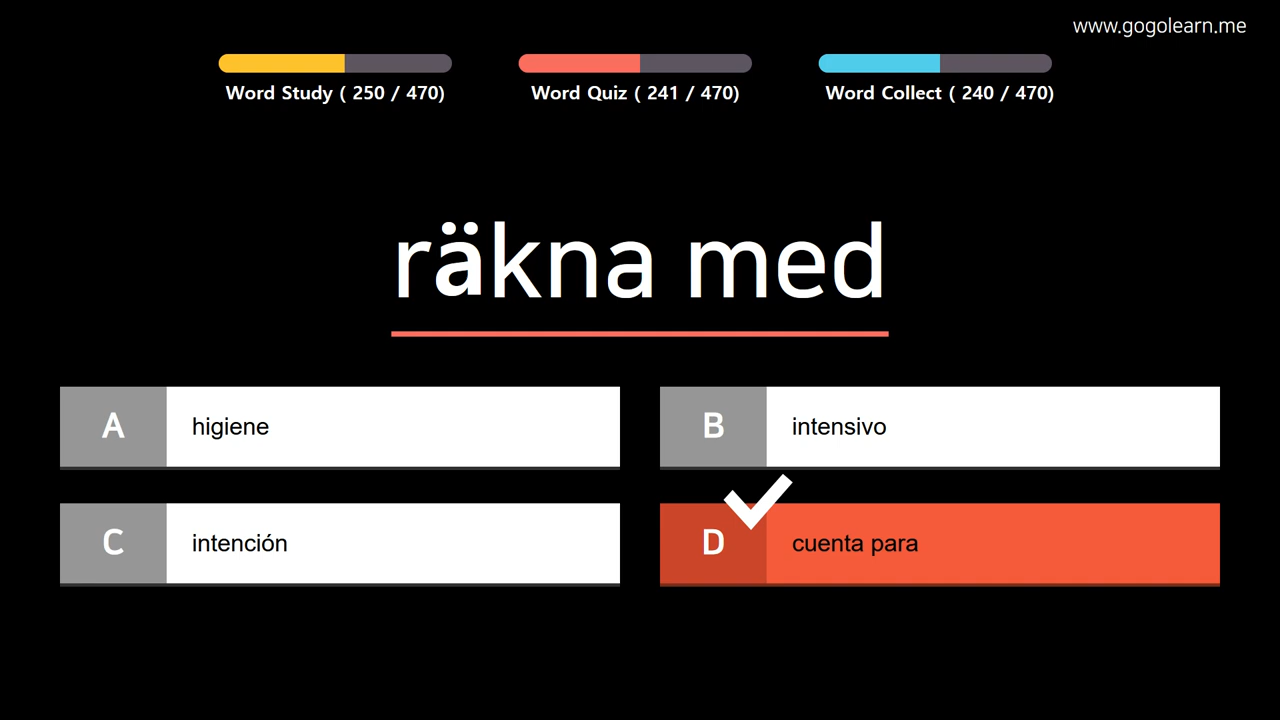 www.gogolearn.me
Word Study ( 250 / 470)
Word Quiz ( 241 / 470)
Word Collect ( 240 / 470)
räkna med
A higiene
B intensivo
C intención
D cuenta para